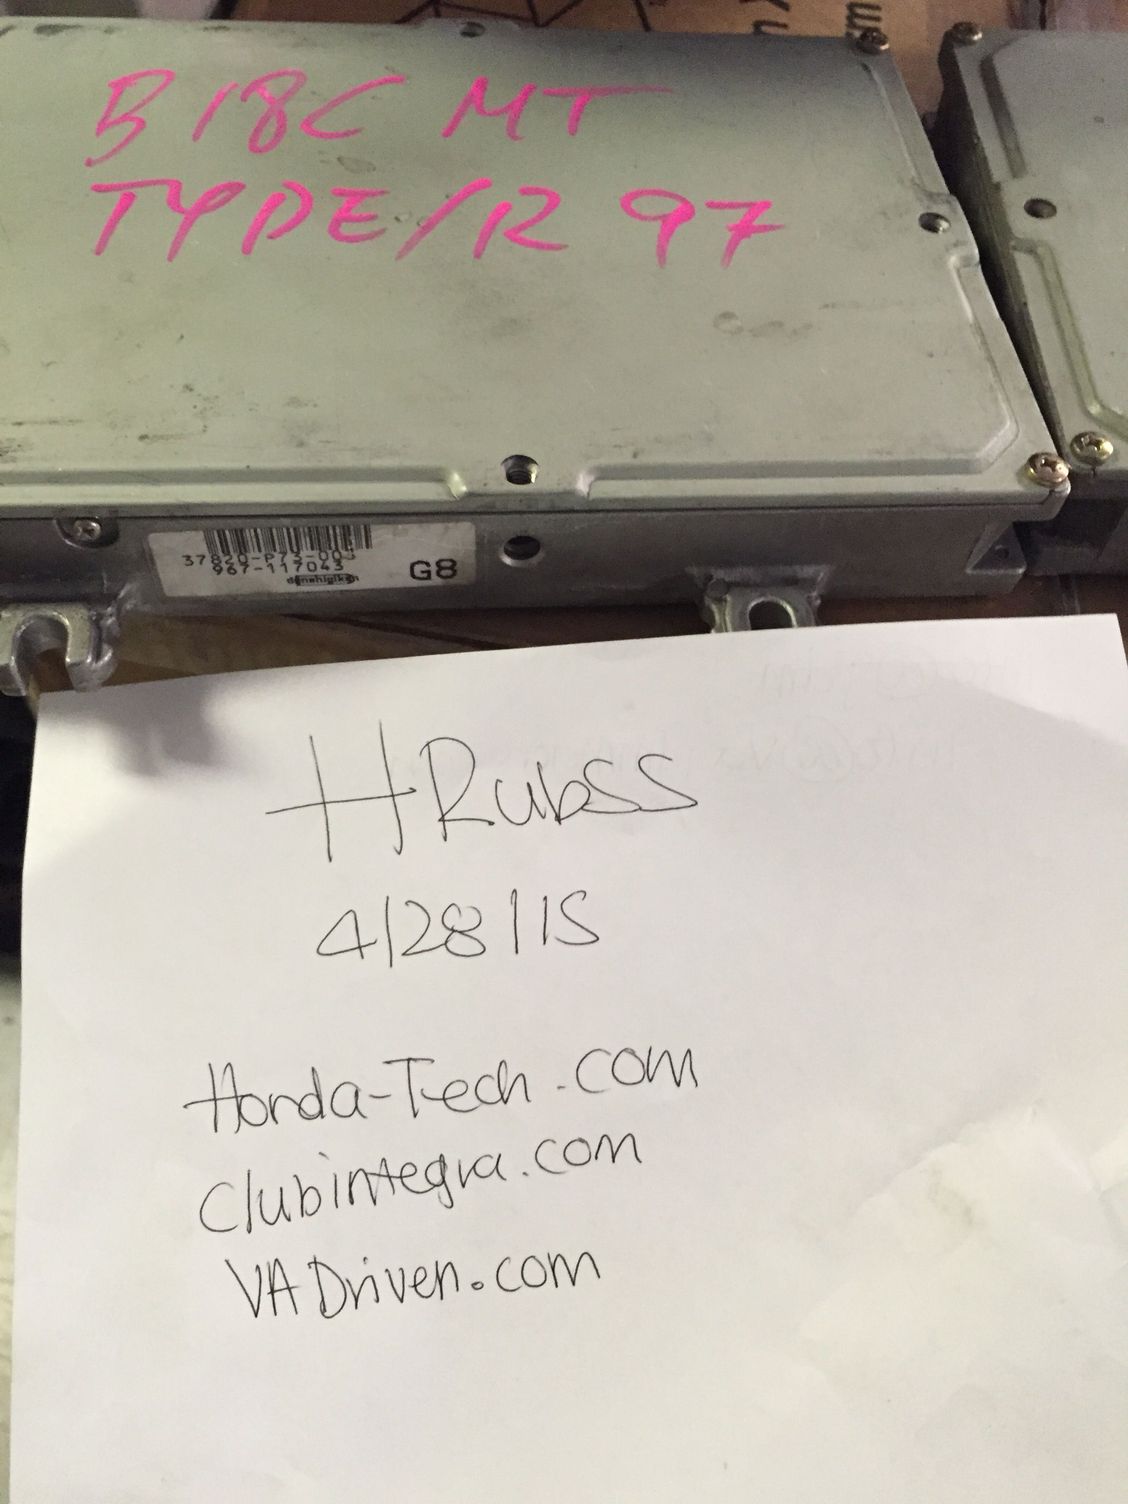 B18C MT
TYPE/R 97
37820-P73-003
967-117043
G8
HRubSS
4/28/15
Honda-Tech.com
Clubintegra.com
VADriven.com